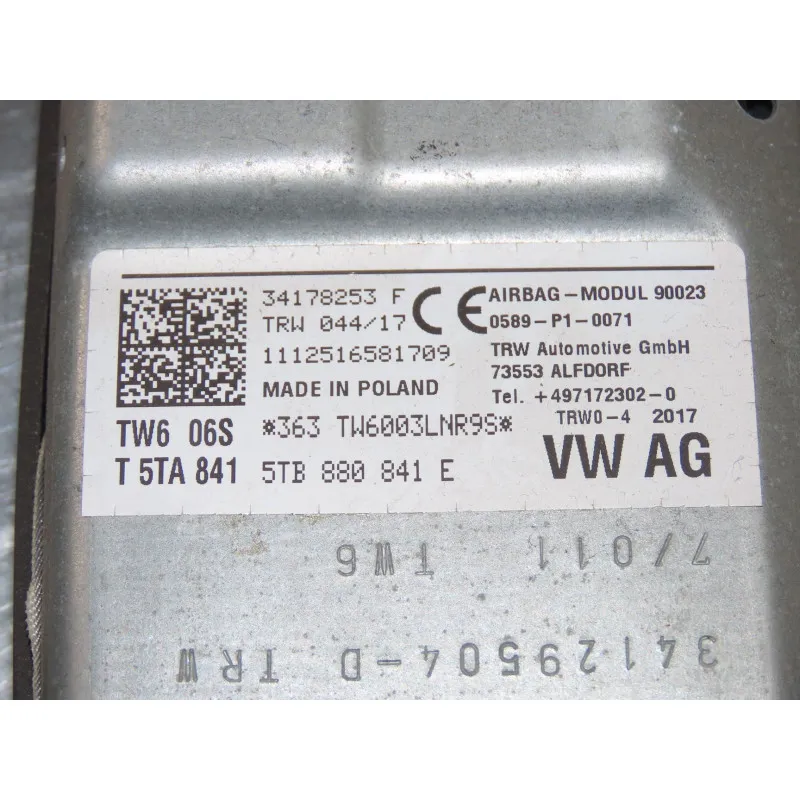 34178253 F
TRW 044/17
1112516581709
MADE IN POLAND
CE
AIRBAG-MODUL 90023
0589-P1-0071
TRW Automotive GmbH
73553 ALFDORF
Tel. +497172302-0
TRW0-4 2017
TW6 06S *363 TW6003LNR9S*
T 5TA 841 5TB 880 841 E
VW AG
7/011 TW6
34129504-D TRW